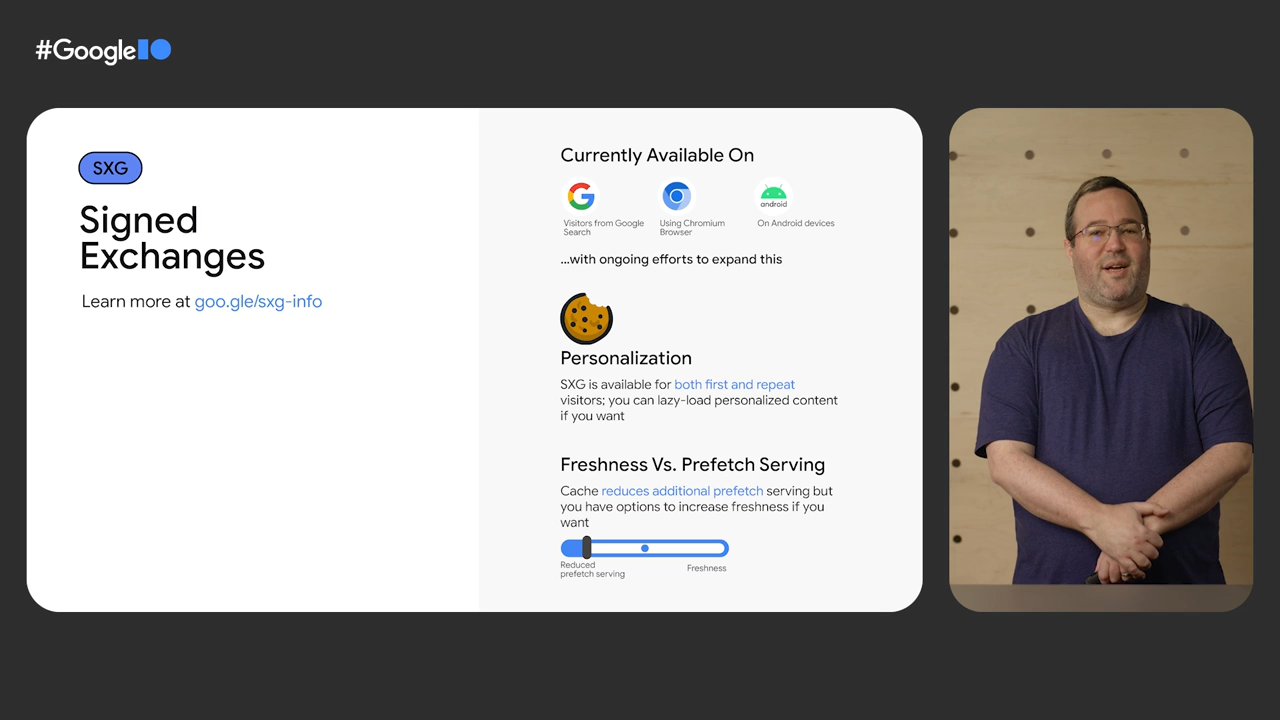 #Google IO
SXG
Signed
Exchanges
Learn more at goo.gle/sxg-info
Currently Available On
android
Visitors from Google
Search
Using Chromium
Browser
On Android devices
...with ongoing efforts to expand this
Personalization
SXG is available for both first and repeat
visitors; you can lazy-load personalized content
if you want
Freshness Vs. Prefetch Serving
Cache reduces additional prefetch serving but
you have options to increase freshness if you
want
Reduced
prefetch serving
Freshness